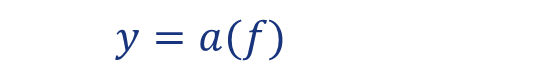 y = a(f)